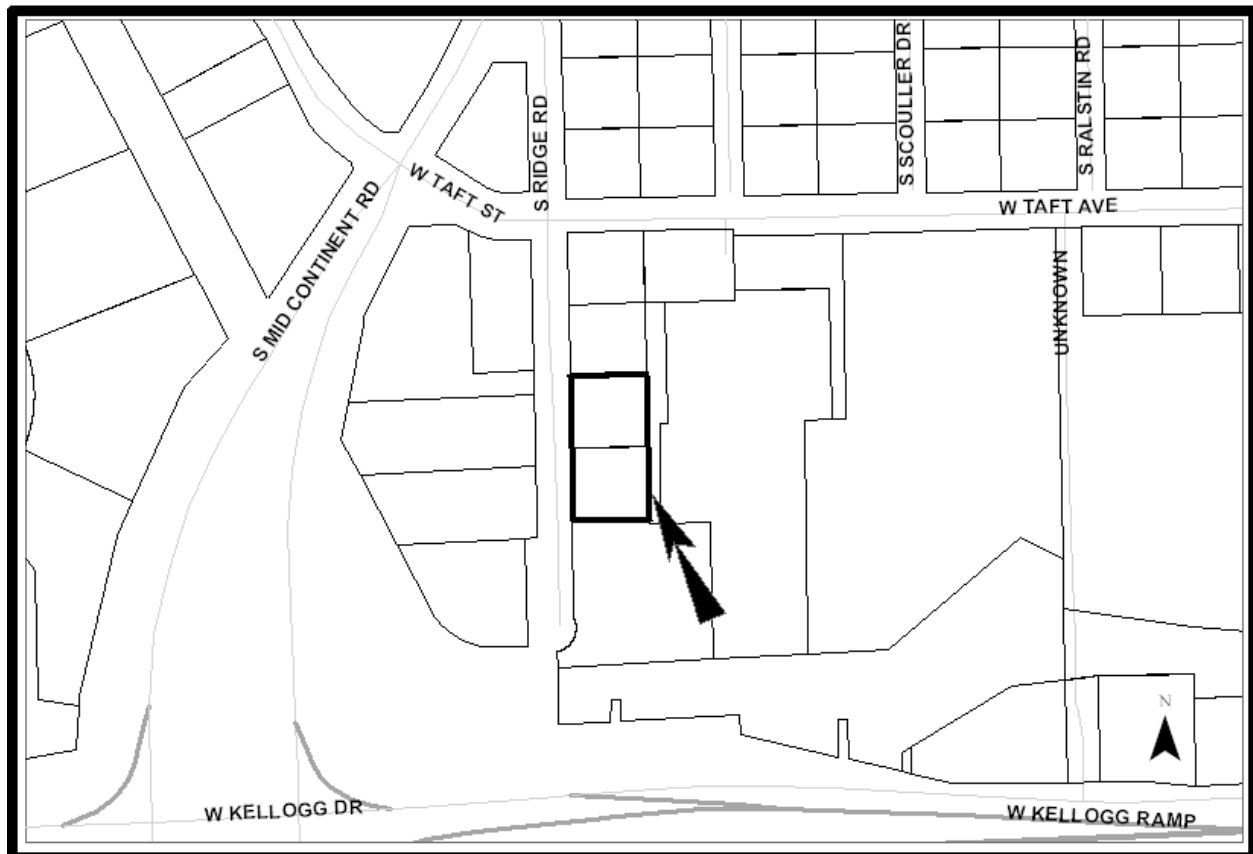 S SCOULLER DR
S RALSTIN RD
S RIDGE RD
W TAFT ST
W TAFT AVE
S MID CONTINENT RD
UNKNOWN
N
W KELLOGG DR
W KELLOGG RAMP